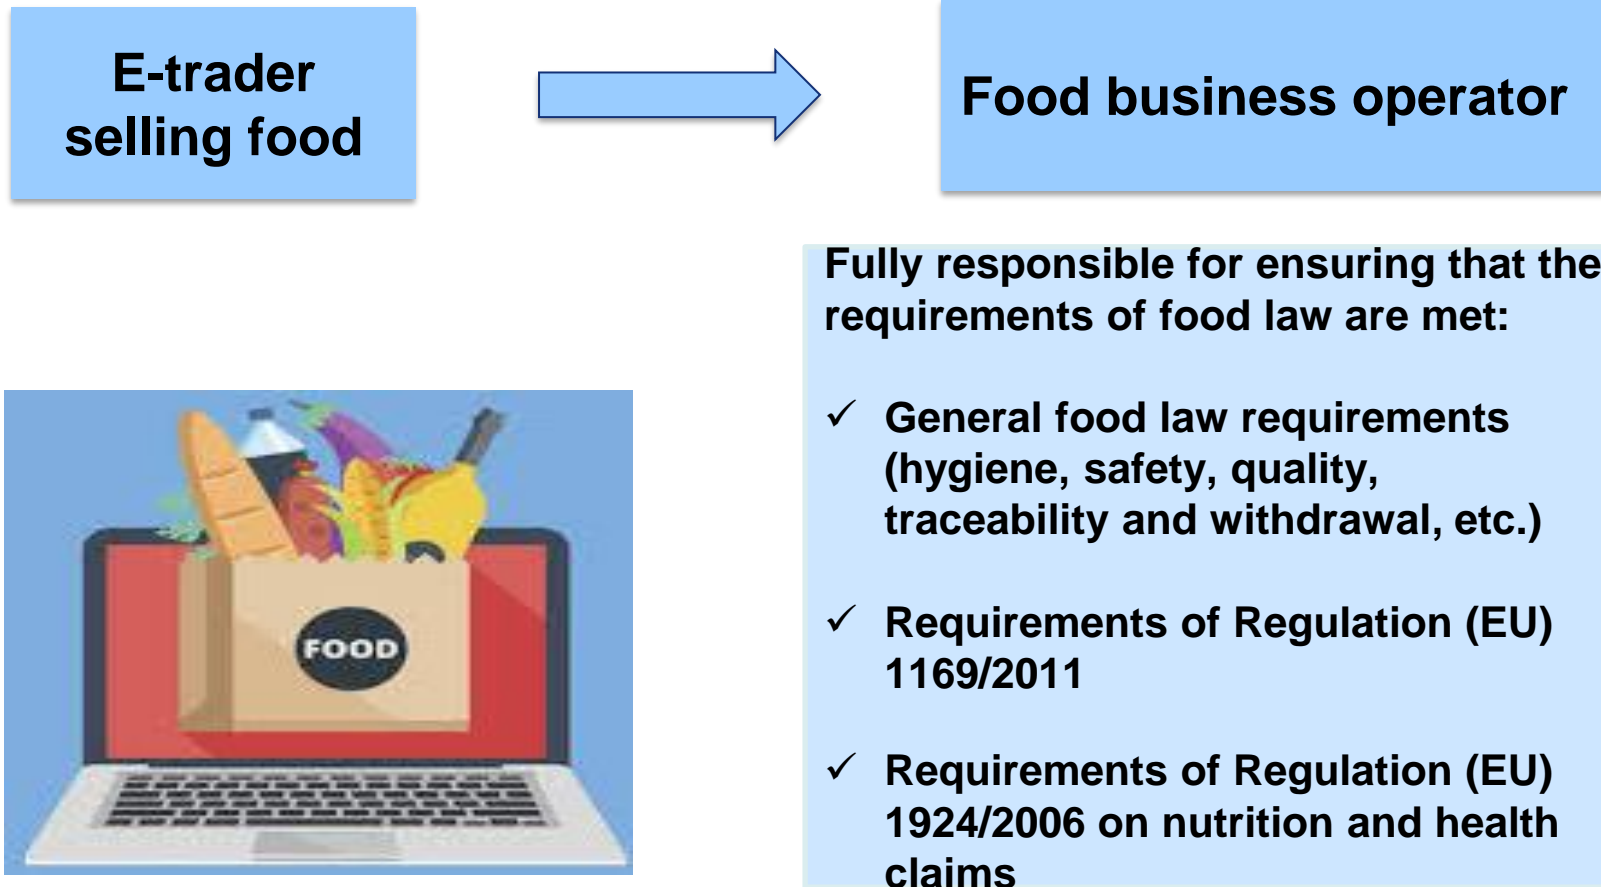 E-trader
selling food
Food business operator
Fully responsible for ensuring that the
requirements of food law are met:
✓ General food law requirements
(hygiene, safety, quality,
traceability and withdrawal, etc.)
✓ Requirements of Regulation (EU)
1169/2011
✓ Requirements of Regulation (EU)
1924/2006 on nutrition and health
claims
FOOD